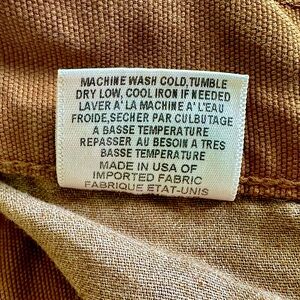 MACHINE WASH COLD,TUMBLE
DRY LOW, COOL IRON IF NEEDED
LAVER A' LA MACHINE A' L'EAU
FROIDE,SECHER PAR CULBUTAGE
A BASSE TEMPERATURE
REPASSER AU BESOIN A TRES
BASSE TEMPERATURE
MADE IN USA OF
IMPORTED FABRIC
FABRIQUE ETAT-UNIS